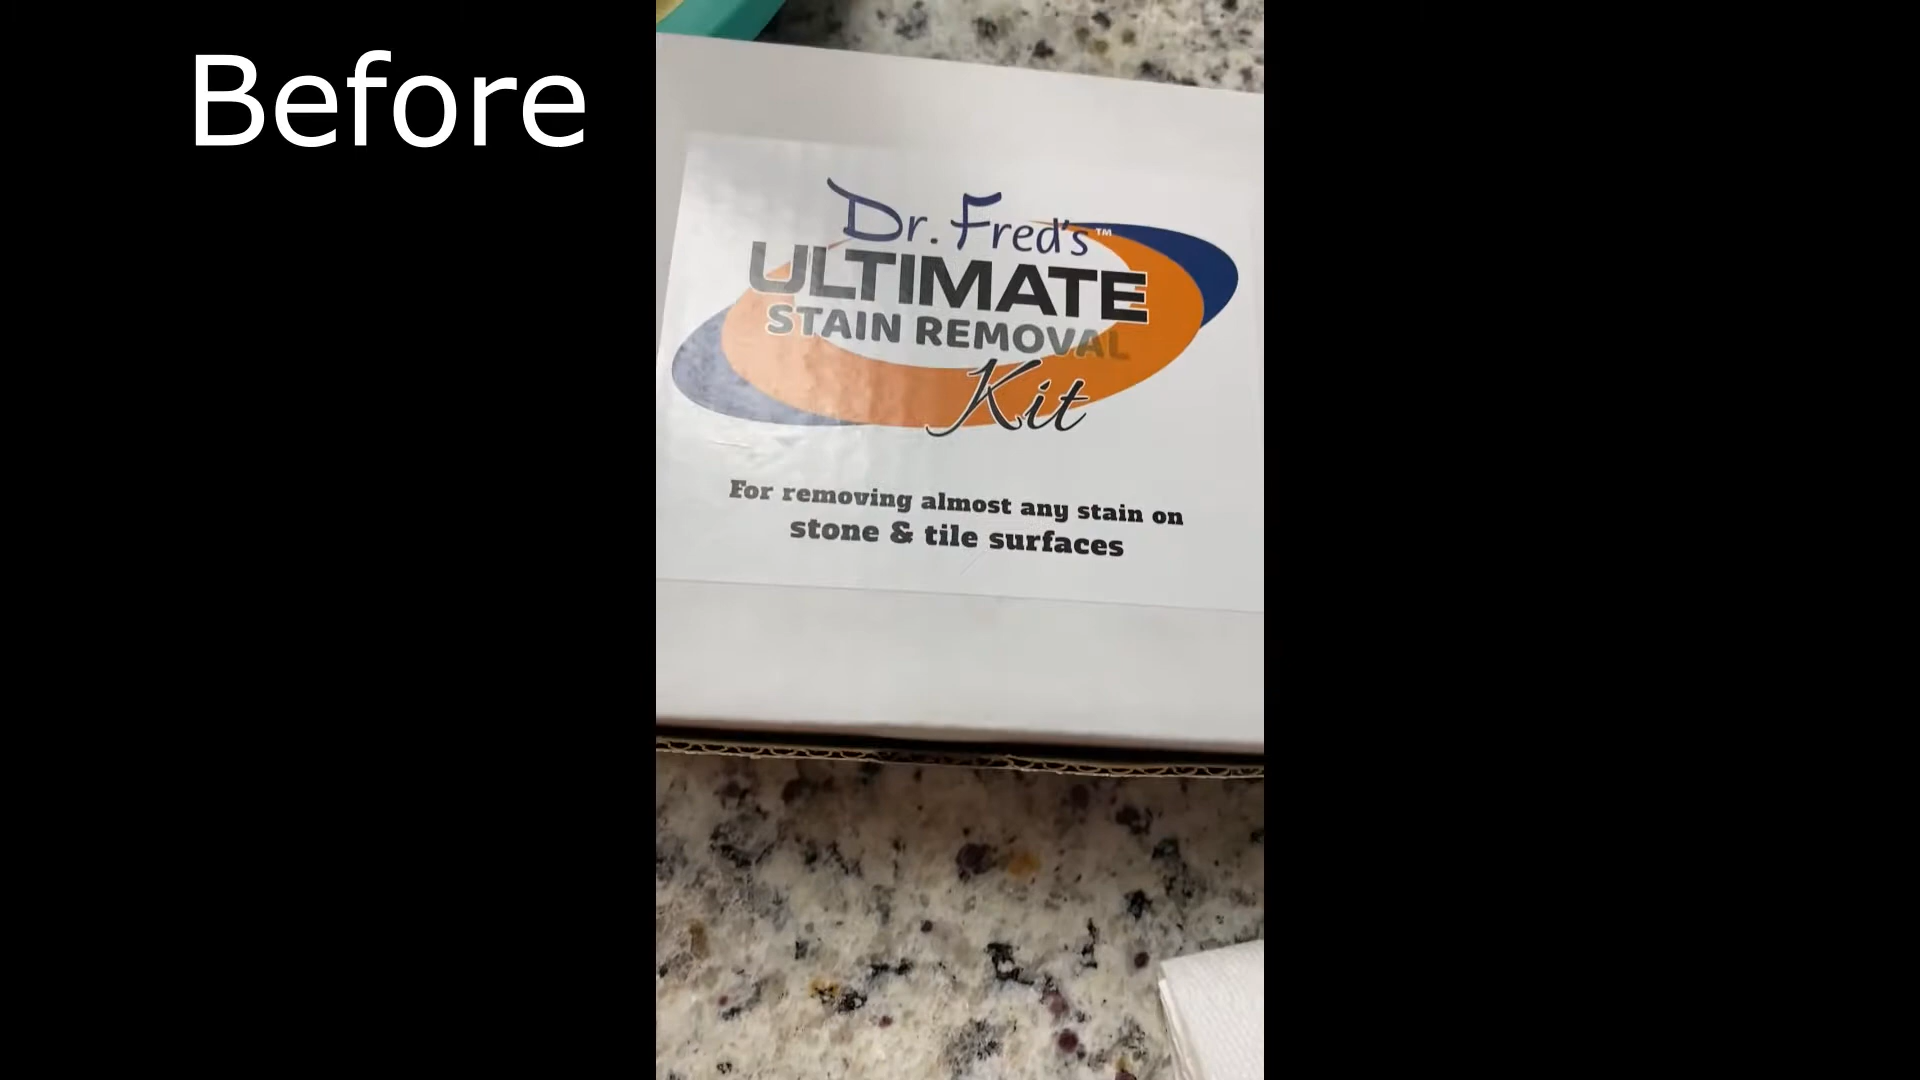 Before
Dr. Fred's™
ULTIMATE
STAIN REMOVAL
Kit
For removing almost any stain on
stone & tile surfaces